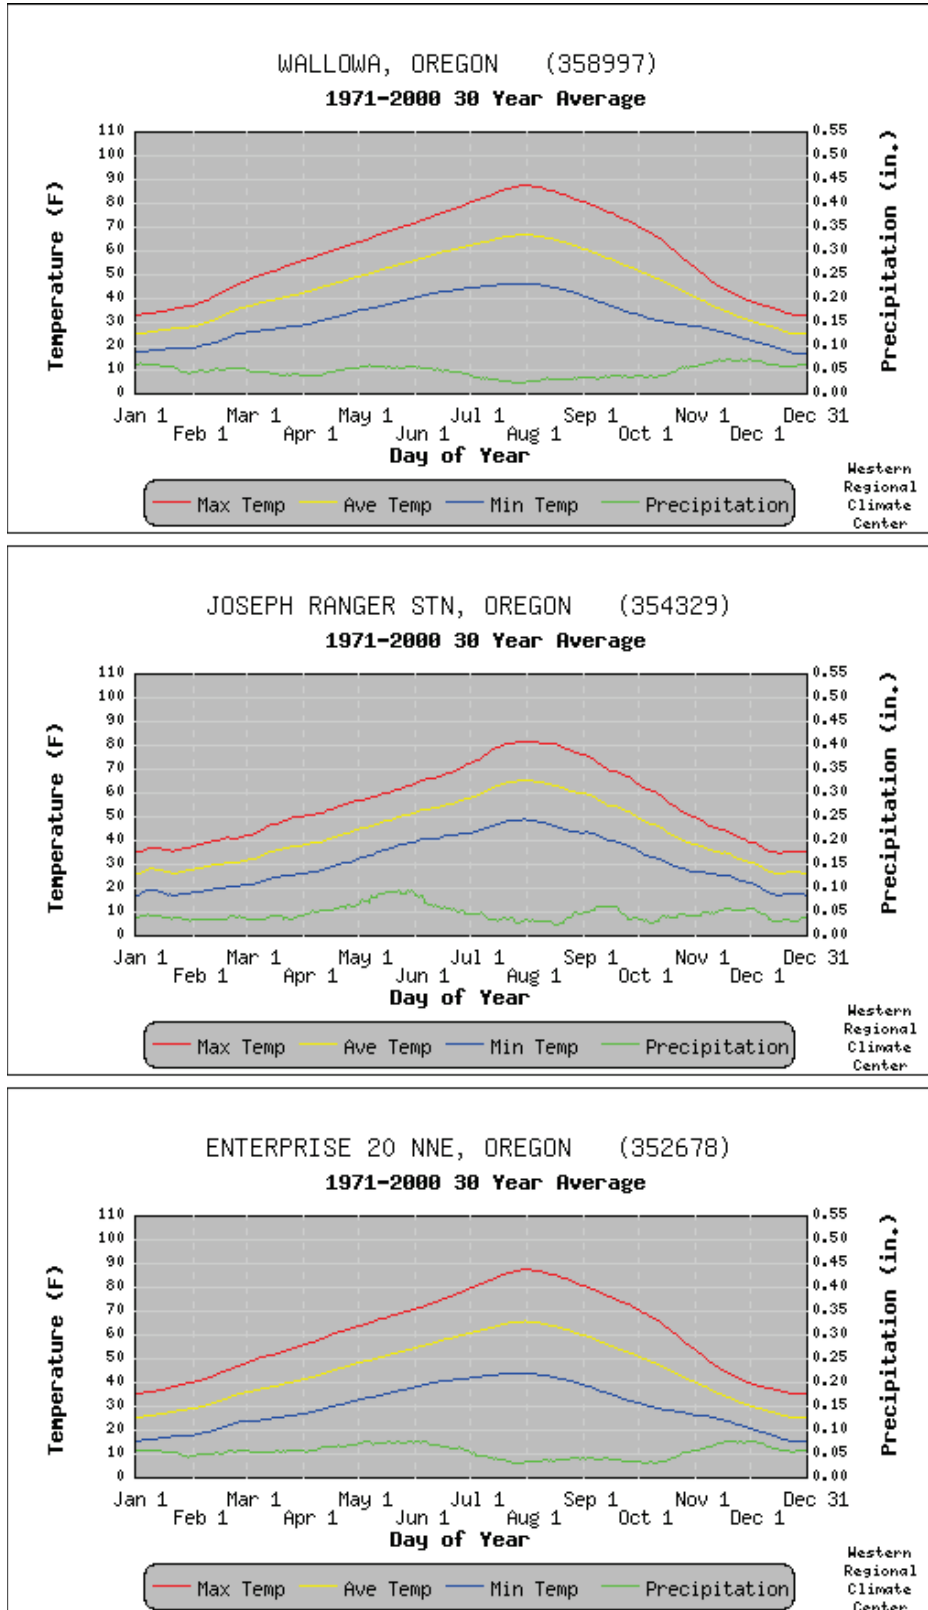 WALLOWA, OREGON (358997)
1971-2000 30 Year Average
Temperature (F)
110
100
90
80
70
60
50
40
30
20
10
0
0.55
0.50
0.45
0.40
0.35
0.30
0.25
0.20
0.15
0.10
0.05
0.00
Precipitation (in.)
Jan 1 Mar 1 May 1 Jul 1 Sep 1 Nov 1 Dec 31
Feb 1 Apr 1 Jun 1 Aug 1 Oct 1 Dec 1
Day of Year
Max Temp Ave Temp Min Temp Precipitation
Western
Regional
Climate
Center
JOSEPH RANGER STN, OREGON (354329)
1971-2000 30 Year Average
Temperature (F)
110
100
90
80
70
60
50
40
30
20
10
0
0.55
0.50
0.45
0.40
0.35
0.30
0.25
0.20
0.15
0.10
0.05
0.00
Precipitation (in.)
Jan 1 Mar 1 May 1 Jul 1 Sep 1 Nov 1 Dec 31
Feb 1 Apr 1 Jun 1 Aug 1 Oct 1 Dec 1
Day of Year
Max Temp Ave Temp Min Temp Precipitation
Western
Regional
Climate
Center
ENTERPRISE 20 NNE, OREGON (352678)
1971-2000 30 Year Average
Temperature (F)
110
100
90
80
70
60
50
40
30
20
10
0
0.55
0.50
0.45
0.40
0.35
0.30
0.25
0.20
0.15
0.10
0.05
0.00
Precipitation (in.)
Jan 1 Mar 1 May 1 Jul 1 Sep 1 Nov 1 Dec 31
Feb 1 Apr 1 Jun 1 Aug 1 Oct 1 Dec 1
Day of Year
Max Temp Ave Temp Min Temp Precipitation
Western
Regional
Climate
Center